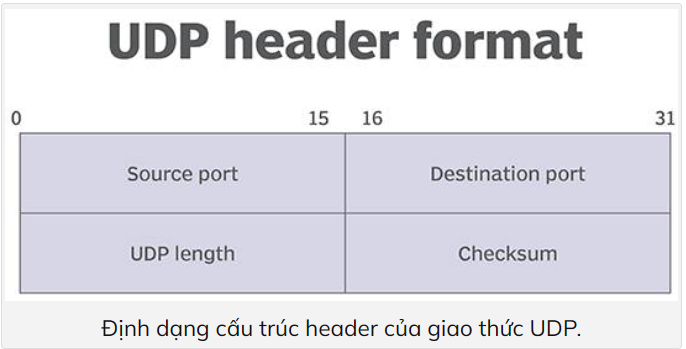 UDP header format
0 15 16 31
Source port Destination port
UDP length Checksum
Định dạng cấu trúc header của giao thức UDP.